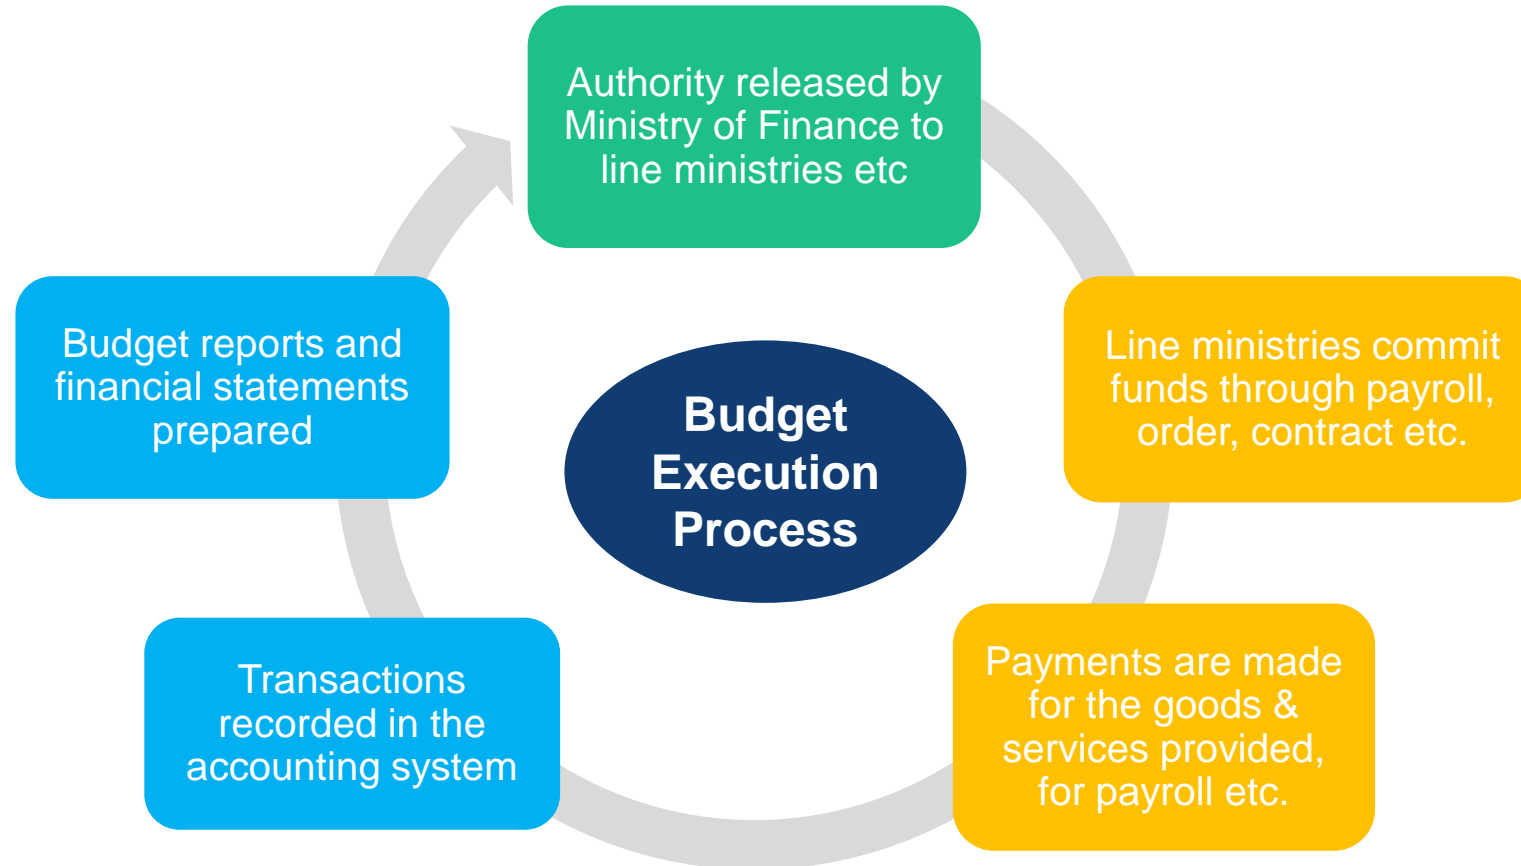 Authority released by
Ministry of Finance to
line ministries etc
Line ministries commit
funds through payroll,
order, contract etc.
Payments are made
for the goods &
services provided,
for payroll etc.
Transactions
recorded in the
accounting system
Budget reports and
financial statements
prepared
Budget
Execution
Process